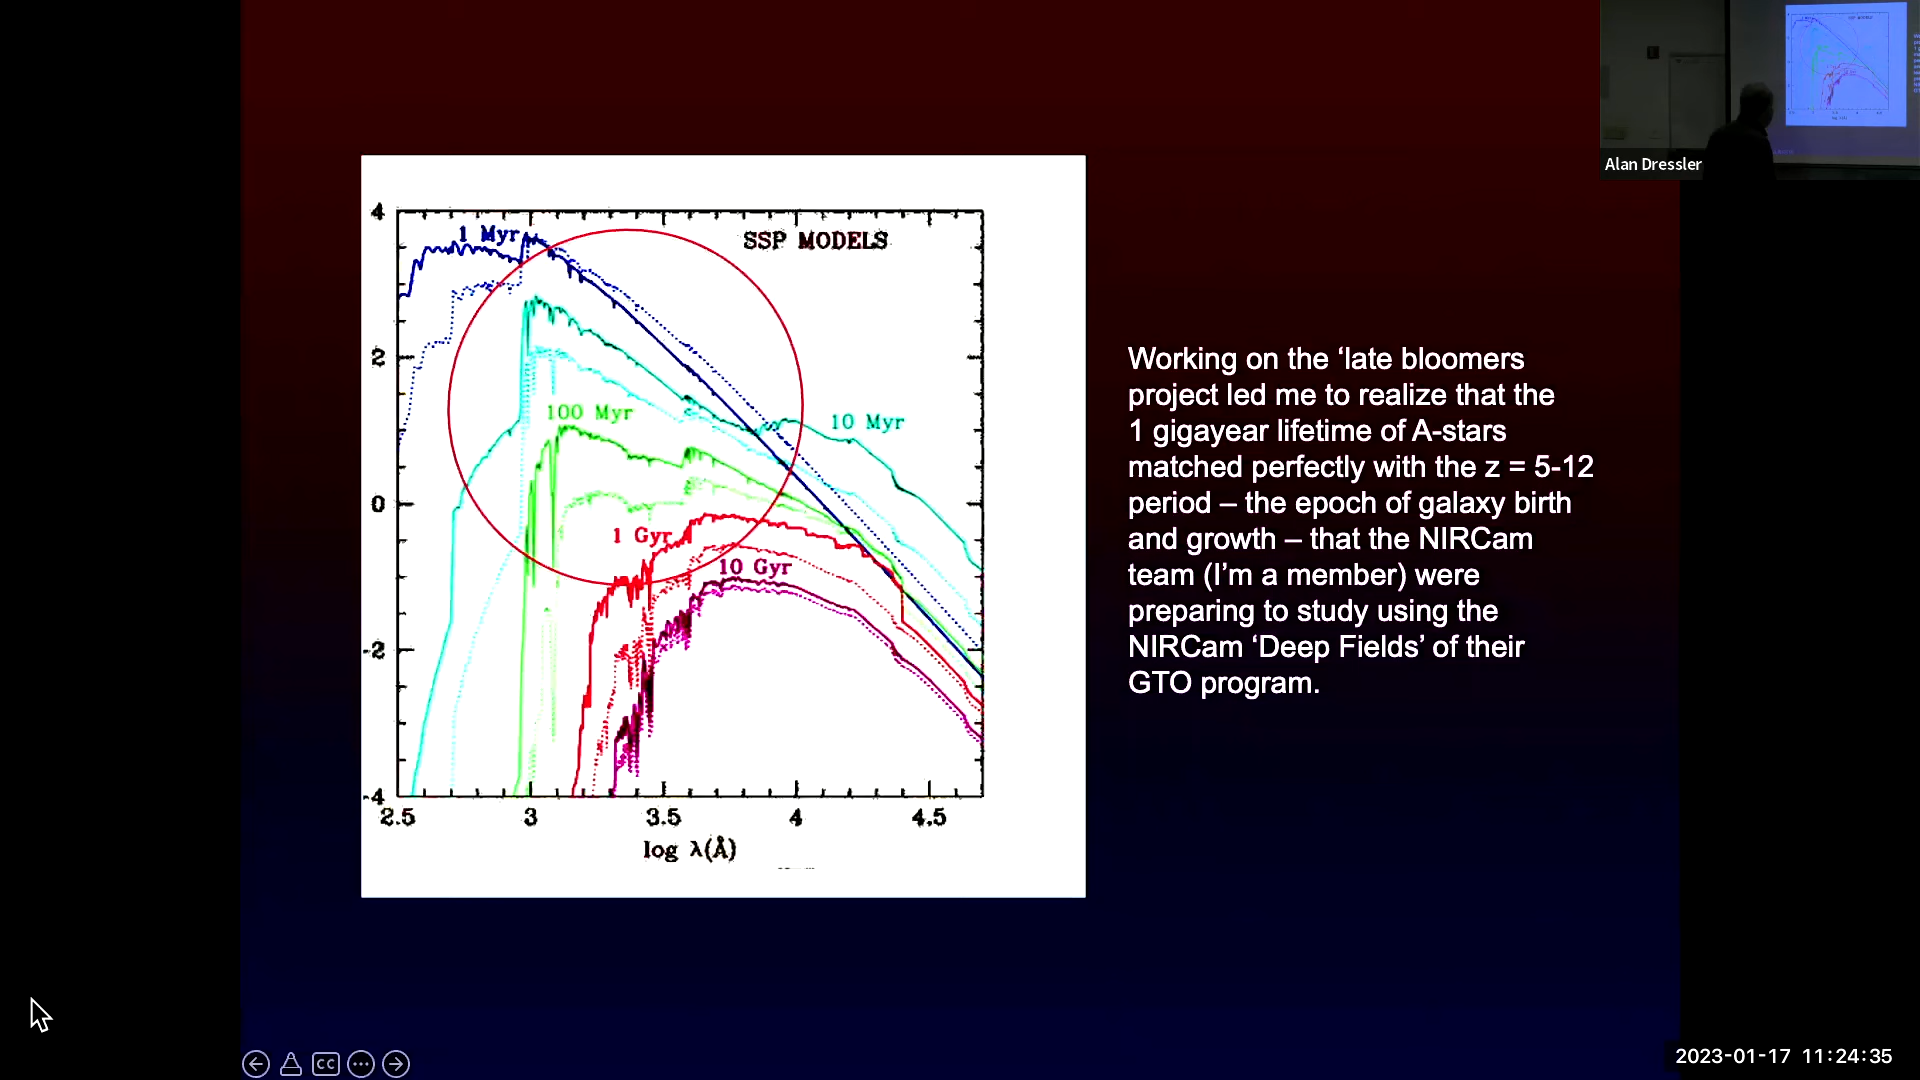 Alan Dressler
4
1 Myr
SSP MODELS
2
100 Myr
10 Myr
0
1 Gyr
10 Gyr
-2
-4
2.5 3 3.5 4 4.5
log λ(Å)
Working on the ‘late bloomers
project led me to realize that the
1 gigayear lifetime of A-stars
matched perfectly with the z = 5-12
period – the epoch of galaxy birth
and growth – that the NIRCam
team (I’m a member) were
preparing to study using the
NIRCam ‘Deep Fields’ of their
GTO program.
CC
2023-01-17 11:24:35